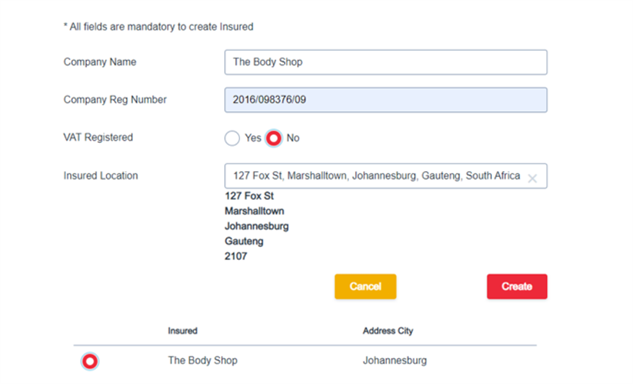 * All fields are mandatory to create Insured
Company Name The Body Shop
Company Reg Number 2016/098376/09
VAT Registered Yes No
Insured Location 127 Fox St, Marshalltown, Johannesburg, Gauteng, South Africa
127 Fox St
Marshalltown
Johannesburg
Gauteng
2107
Cancel Create
Insured Address City
The Body Shop Johannesburg